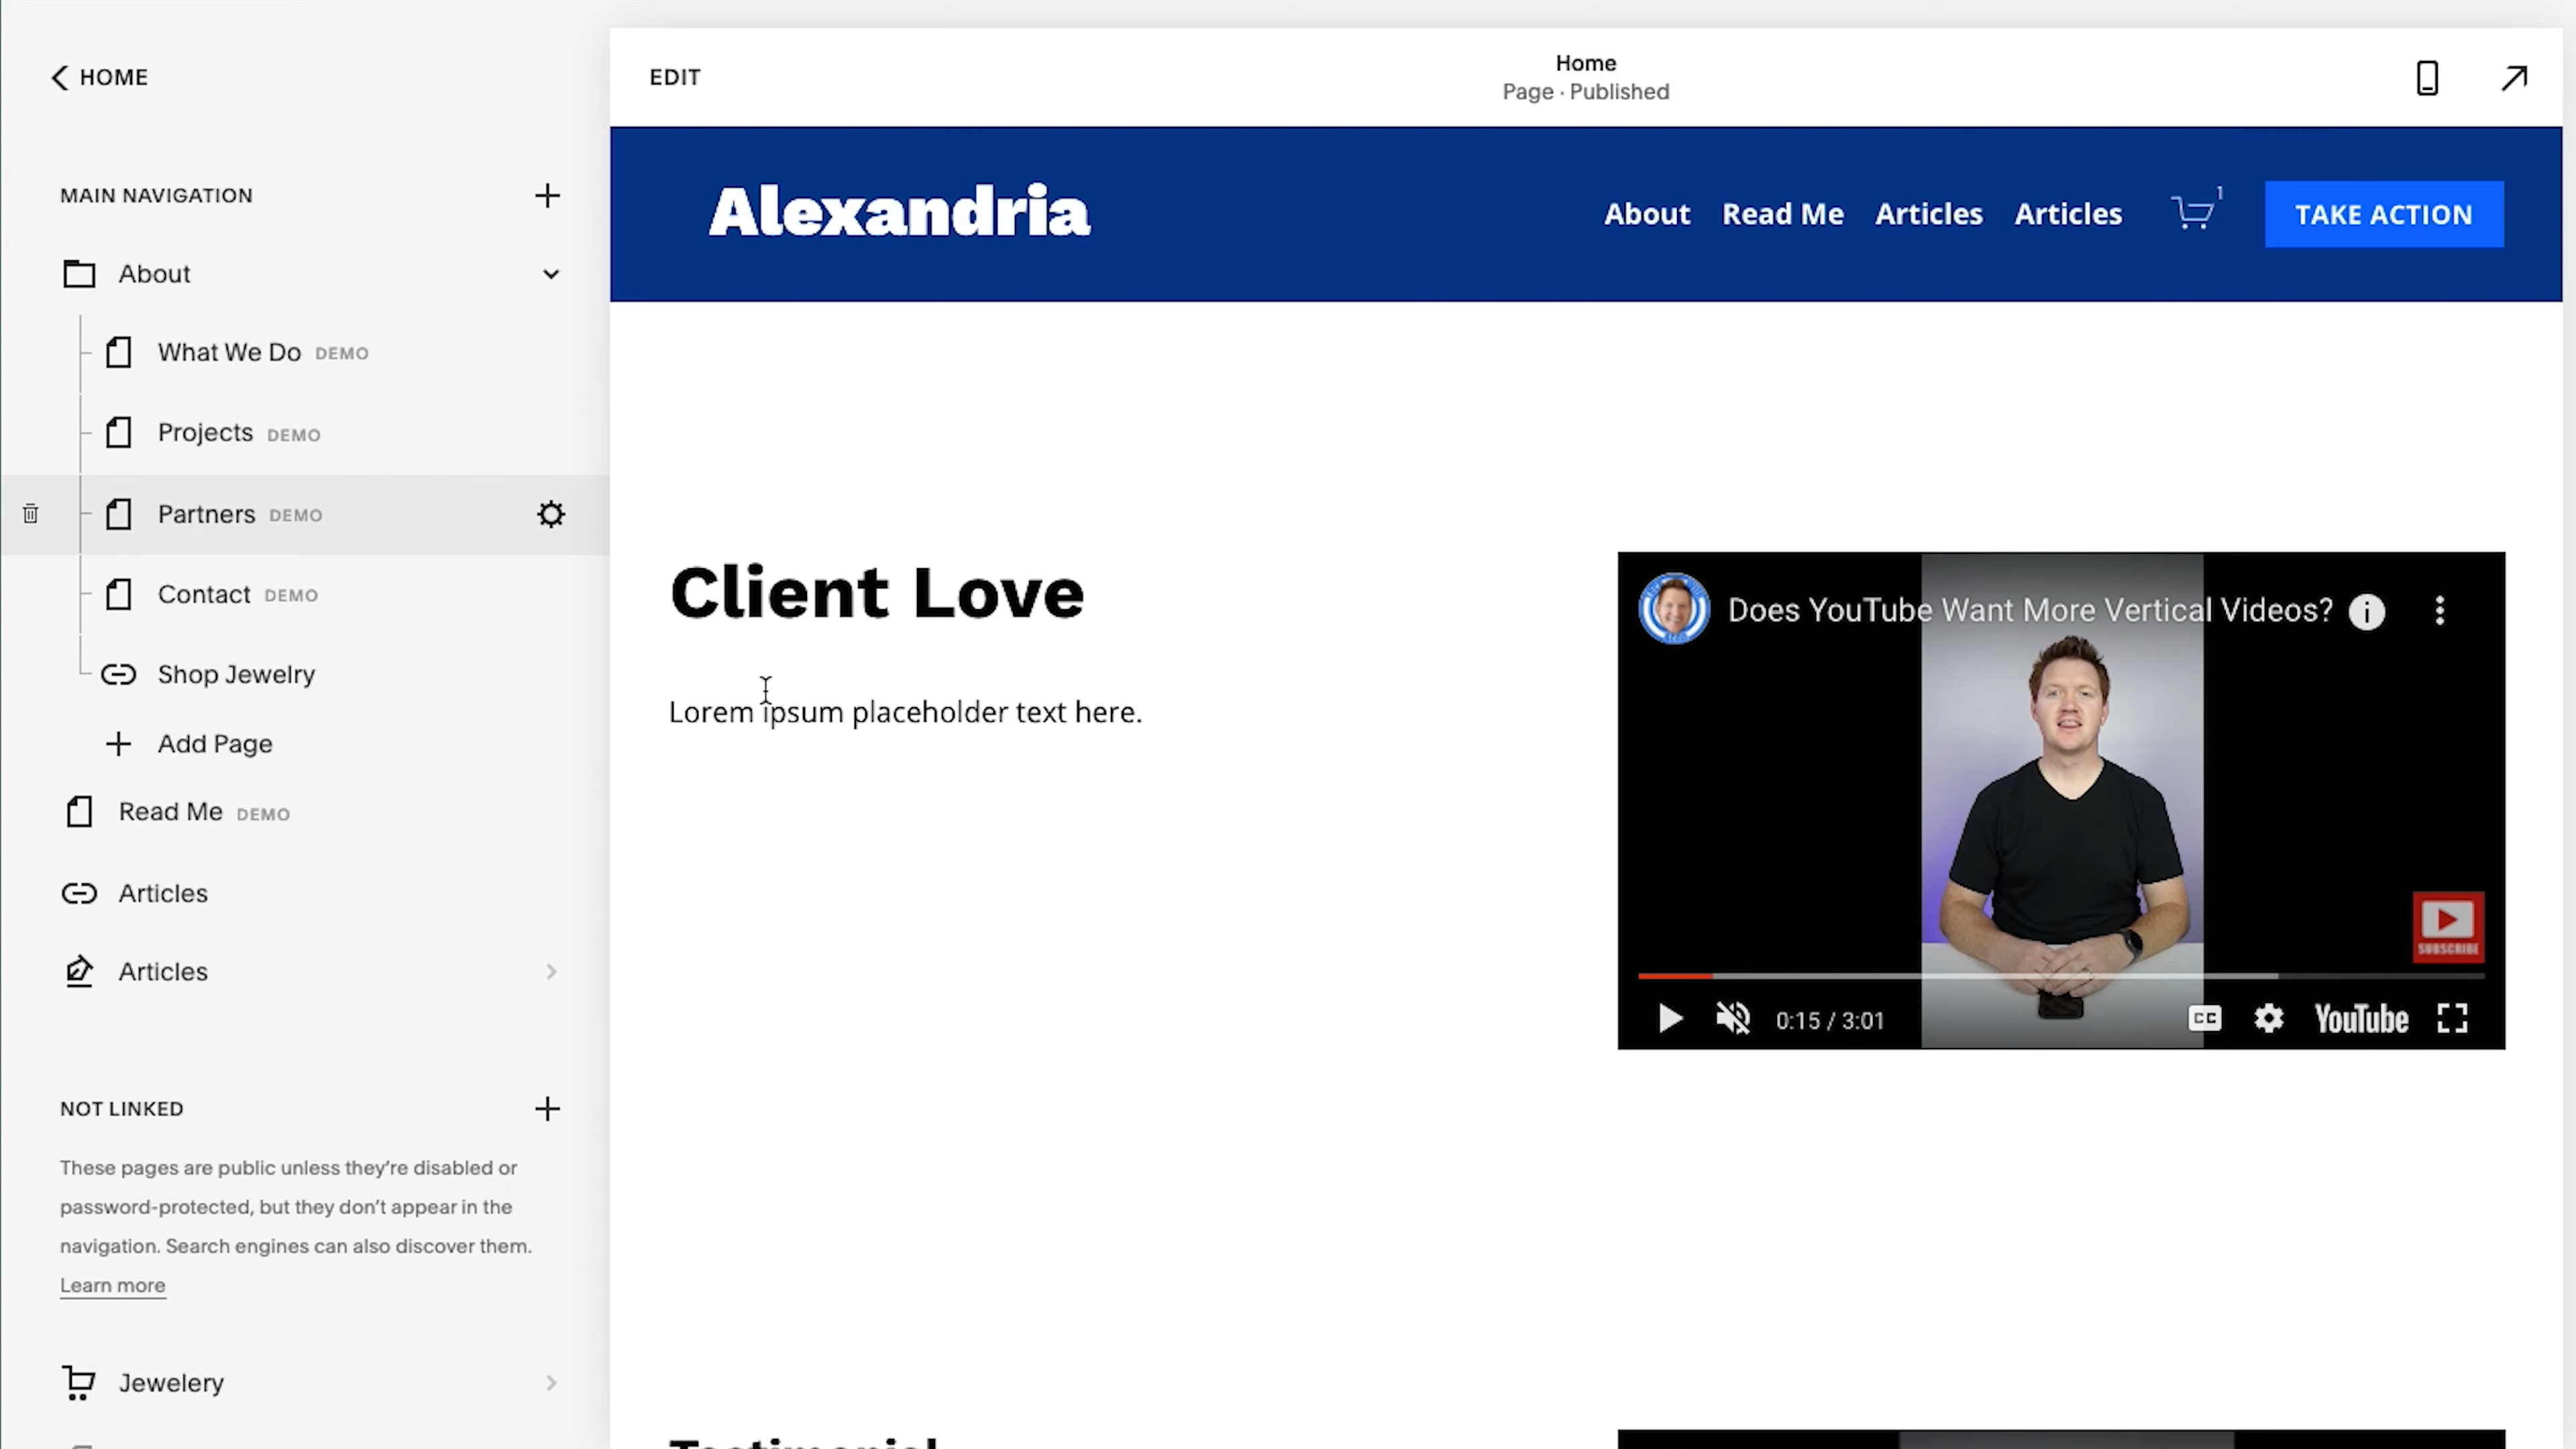 HOME
MAIN NAVIGATION
About
What We Do DEMO
Projects DEMO
Partners DEMO
Contact DEMO
Shop Jewelry
Add Page
Read Me DEMO
Articles
Articles
NOT LINKED
These pages are public unless they're disabled or
password-protected, but they don't appear in the
navigation. Search engines can also discover them.
Learn more
Jewelery
EDIT
Home
Page · Published
Alexandria
About Read Me Articles Articles 1 TAKE ACTION
Client Love
Lorem ipsum placeholder text here.
Does YouTube Want More Vertical Videos?
SUBSCRIBE
0:15 / 3:01 CC YouTube